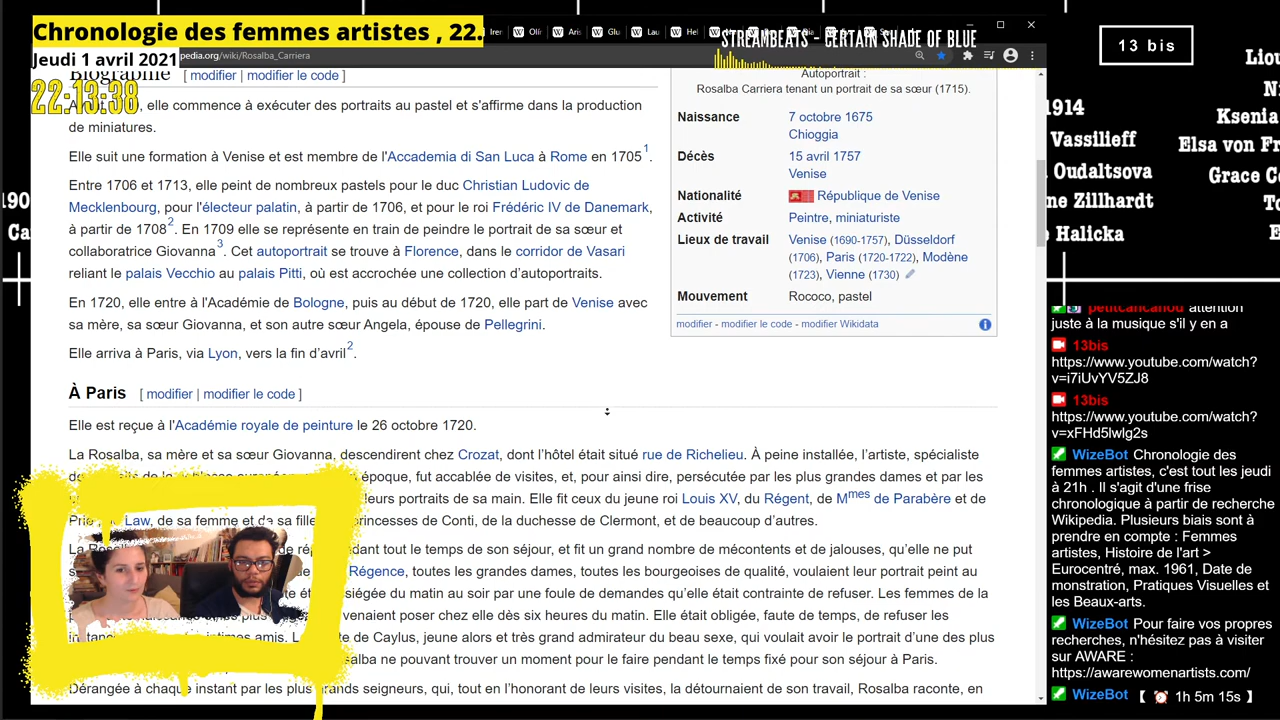 Chronologie des femmes artistes , 22.
Jeudi 1 avril 2021
22:13:38
pedia.org/wiki/Rosalba_Carriera
STREAMBEATS - CERTAIN SHADE OF BLUE
Biographie [ modifier | modifier le code ]
elle commence à exécuter des portraits au pastel et s'affirme dans la production
de miniatures.
Elle suit une formation à Venise et est membre de l'Accademia di San Luca à Rome en 1705 1.
Entre 1706 et 1713, elle peint de nombreux pastels pour le duc Christian Ludovic de
Mecklenbourg, pour l'électeur palatin, à partir de 1706, et pour le roi Frédéric IV de Danemark,
à partir de 1708 2. En 1709 elle se représente en train de peindre le portrait de sa sœur et
collaboratrice Giovanna 3. Cet autoportrait se trouve à Florence, dans le corridor de Vasari
reliant le palais Vecchio au palais Pitti, où est accrochée une collection d'autoportraits.
En 1720, elle entre à l'Académie de Bologne, puis au début de 1720, elle part de Venise avec
sa mère, sa sœur Giovanna, et son autre sœur Angela, épouse de Pellegrini.
Elle arriva à Paris, via Lyon, vers la fin d'avril 2.
À Paris [ modifier | modifier le code ]
Elle est reçue à l'Académie royale de peinture le 26 octobre 1720.
La Rosalba, sa mère et sa sœur Giovanna, descendirent chez Crozat, dont l'hôtel était situé rue de Richelieu. À peine installée, l'artiste, spécialiste
époque, fut accablée de visites, et, pour ainsi dire, persécutée par les plus grandes dames et par les
leurs portraits de sa main. Elle fit ceux du jeune roi Louis XV, du Régent, de Mmes de Parabère et de
Law, de sa femme et de sa fille princesses de Conti, de la duchesse de Clermont, et de beaucoup d'autres.
dant tout le temps de son séjour, et fit un grand nombre de mécontents et de jalouses, qu'elle ne put
Régence, toutes les grandes dames, toutes les bourgeoises de qualité, voulaient leur portrait peint au
siégée du matin au soir par une foule de demandes qu'elle était contrainte de refuser. Les femmes de la
venaient poser chez elle dès six heures du matin. Elle était obligée, faute de temps, de refuser les
intimes amis. de Caylus, jeune alors et très grand admirateur du beau sexe, qui voulait avoir le portrait d'une des plus
salba ne pouvant trouver un moment pour le faire pendant le temps fixé pour son séjour à Paris.
Dérangée à chaque instant par les plus grands seigneurs, qui, tout en l'honorant de leurs visites, la détournaient de son travail, Rosalba raconte, en
Autoportrait :
Rosalba Carriera tenant un portrait de sa sœur (1715).
Naissance 7 octobre 1675
Chioggia
Décès 15 avril 1757
Venise
Nationalité République de Venise
Activité Peintre, miniaturiste
Lieux de travail Venise (1690-1757), Düsseldorf
(1706), Paris (1720-1722), Modène
(1723), Vienne (1730)
Mouvement Rococo, pastel
modifier - modifier le code - modifier Wikidata
13 bis
1914
Vassilieff
Oudaltsova
Zillhardt
Halicka
Ksenia
Elsa von Fr
Grace Co
petitcancanou attention
juste à la musique s'il y en a
13bis
https://www.youtube.com/watch?
v=i7iUvYV5ZJ8
13bis
https://www.youtube.com/watch?
v=xFHd5lwlg2s
WizeBot Chronologie des
femmes artistes, c'est tout les jeudi
à 21h . Il s'agit d'une frise
chronologique à partir de recherche
Wikipedia. Plusieurs biais sont à
prendre en compte : Femmes
artistes, Histoire de l'art >
Eurocentré, max. 1961, Date de
monstration, Pratiques Visuelles et
les Beaux-arts.
WizeBot Pour faire vos propres
recherches, n'hésitez pas à visiter
sur AWARE :
https://awarewomenartists.com/
WizeBot 【 ⏰ 1h 5m 15s 】